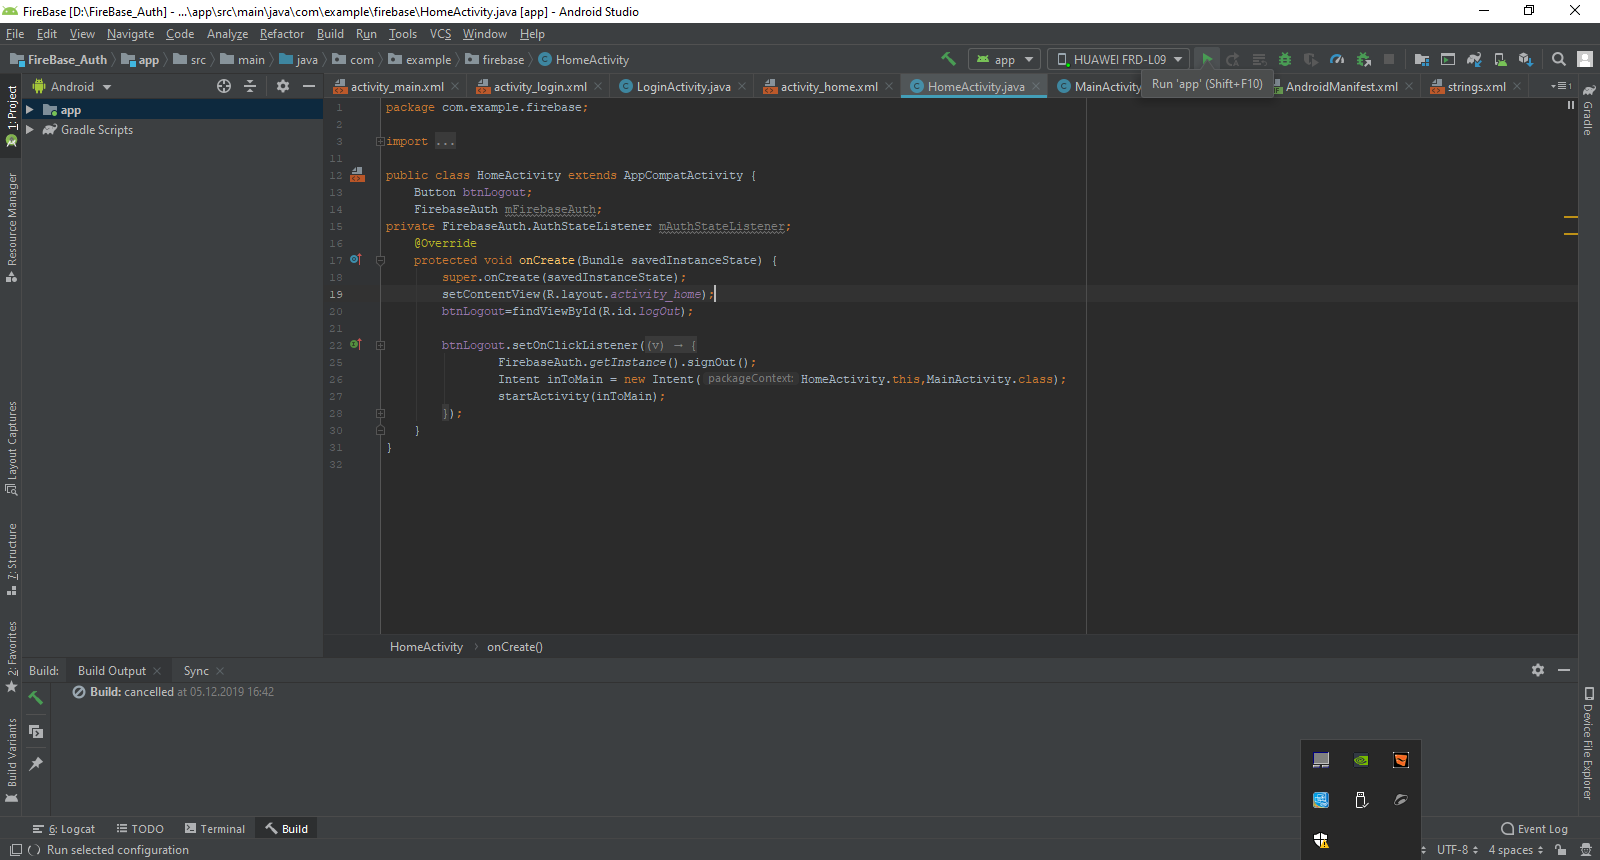 FireBase [D:\FireBase_Auth] - ...\app\src\main\java\com\example\firebase\HomeActivity.java [app] - Android Studio
File Edit View Navigate Code Analyze Refactor Build Run Tools VCS Window Help
FireBase_Auth app src main java com example firebase HomeActivity app HUAWEI FRD-L09
Android activity_main.xml activity_login.xml LoginActivity.java activity_home.xml HomeActivity.java MainActivity AndroidManifest.xml strings.xml
Run 'app' (Shift+F10)
app
Gradle Scripts
1: Project
Resource Manager
Layout Captures
7: Structure
2: Favorites
Build Variants
1 package com.example.firebase;
2
3 import ...
11
12 public class HomeActivity extends AppCompatActivity {
13 Button btnLogout;
14 FirebaseAuth mFirebaseAuth;
15 private FirebaseAuth.AuthStateListener mAuthStateListener;
16 @Override
17 protected void onCreate(Bundle savedInstanceState) {
18 super.onCreate(savedInstanceState);
19 setContentView(R.layout.activity_home);
20 btnLogout=findViewById(R.id.logOut);
21
22 btnLogout.setOnClickListener((v) → {
25 FirebaseAuth.getInstance().signOut();
26 Intent inToMain = new Intent( packageContext: HomeActivity.this,MainActivity.class);
27 startActivity(inToMain);
28 });
30 }
31 }
32
HomeActivity › onCreate()
Gradle
Device File Explorer
Build: Build Output Sync
Build: cancelled at 05.12.2019 16:42
6: Logcat TODO Terminal Build Event Log
Run selected configuration UTF-8 4 spaces